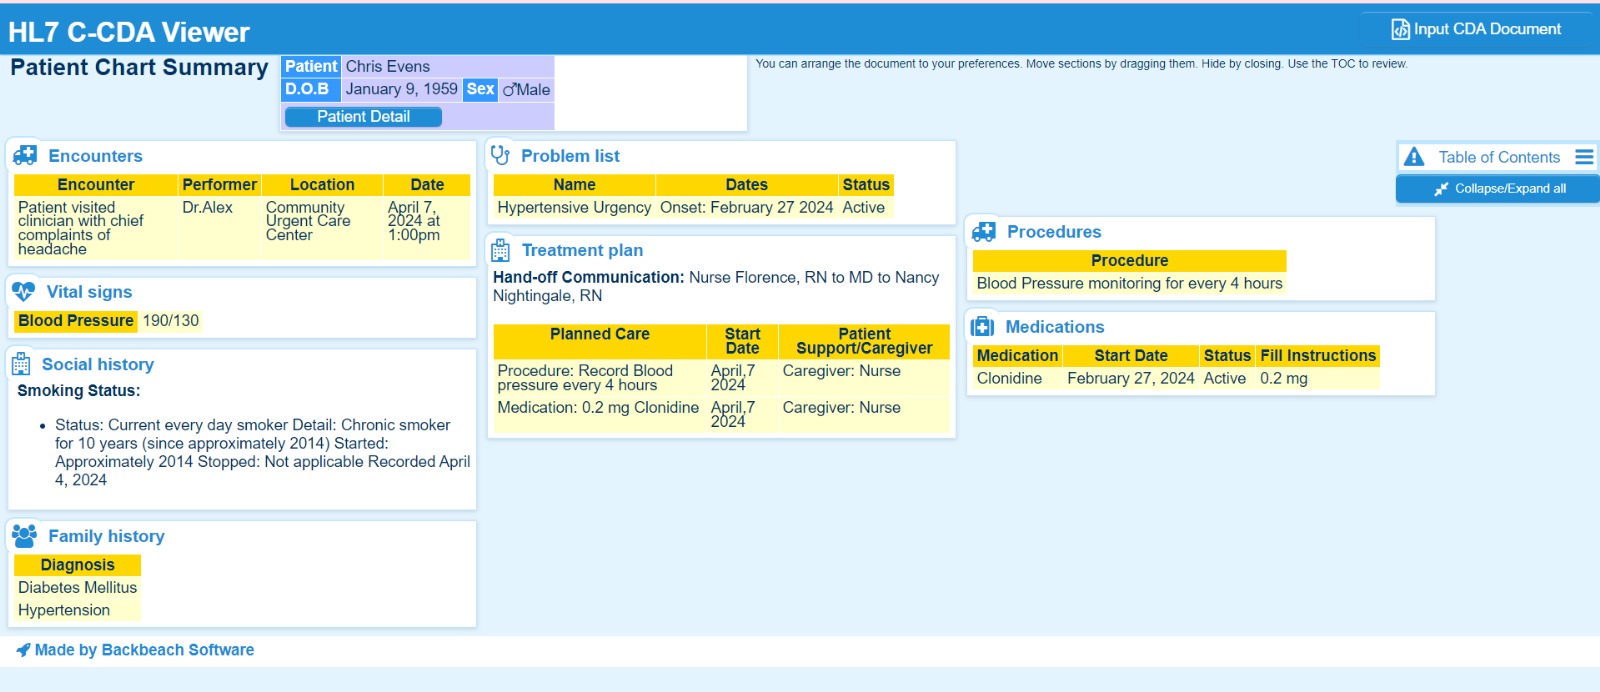 HL7 C-CDA Viewer
Input CDA Document
Patient Chart Summary
Patient Chris Evens
D.O.B January 9, 1959 Sex ♂Male
Patient Detail
You can arrange the document to your preferences. Move sections by dragging them. Hide by closing. Use the TOC to review.
Table of Contents
Collapse/Expand all
Encounters
Encounter Performer Location Date
Patient visited Dr.Alex Community April 7,
clinician with chief Urgent Care 2024 at
complaints of Center 1:00pm
headache
Vital signs
Blood Pressure 190/130
Social history
Smoking Status:
• Status: Current every day smoker Detail: Chronic smoker
for 10 years (since approximately 2014) Started:
Approximately 2014 Stopped: Not applicable Recorded April
4, 2024
Family history
Diagnosis
Diabetes Mellitus
Hypertension
Problem list
Name Dates Status
Hypertensive Urgency Onset: February 27 2024 Active
Treatment plan
Hand-off Communication: Nurse Florence, RN to MD to Nancy
Nightingale, RN
Planned Care Start Patient
Date Support/Caregiver
Procedure: Record Blood April,7 Caregiver: Nurse
pressure every 4 hours 2024
Medication: 0.2 mg Clonidine April,7 Caregiver: Nurse
2024
Procedures
Procedure
Blood Pressure monitoring for every 4 hours
Medications
Medication Start Date Status Fill Instructions
Clonidine February 27, 2024 Active 0.2 mg
Made by Backbeach Software